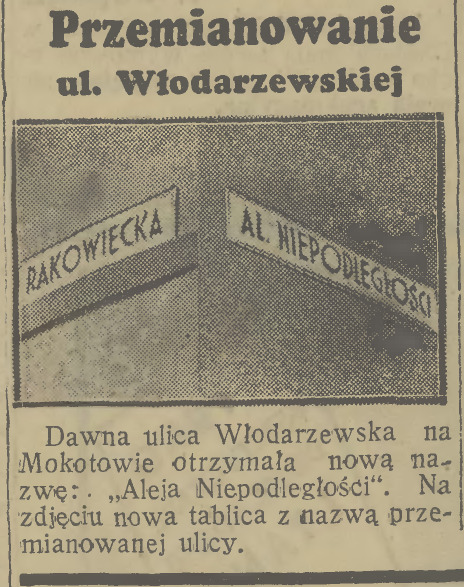 Przemianowanie
ul. Włodarzewskiej
RAKOWIECKA
AL. NIEPODLEGŁOŚCI
Dawna ulica Włodarzewska na
Mokotowie otrzymała nową na-
zwę: „Aleja Niepodległości“. Na
zdjęciu nowa tablica z nazwą prze-
mianowanej ulicy.